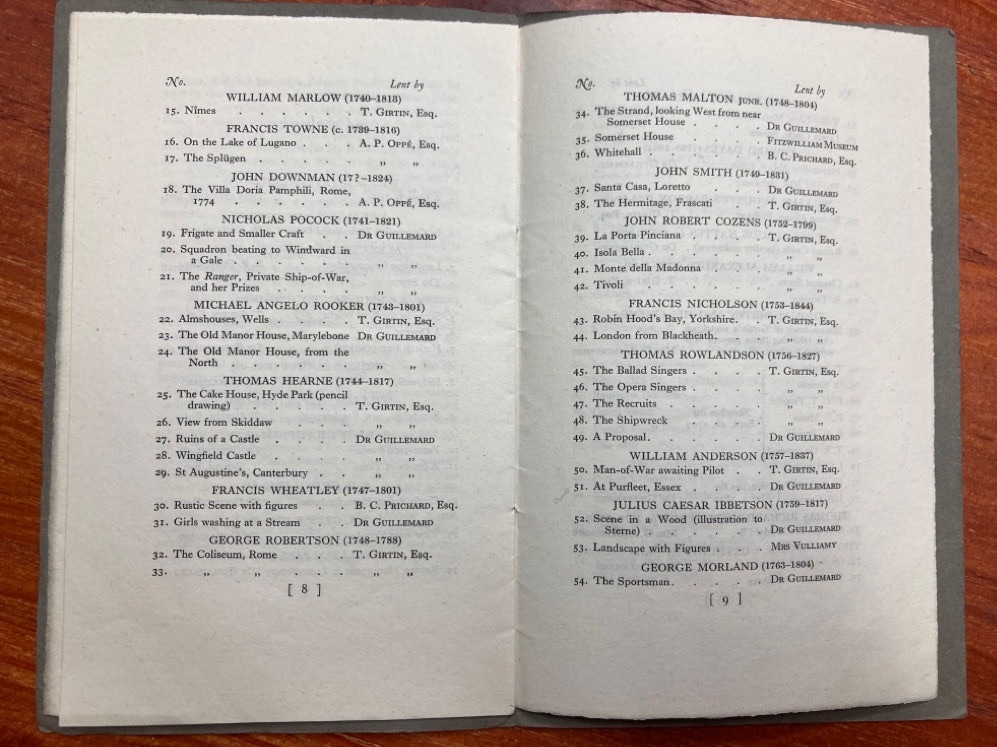 No. Lent by
WILLIAM MARLOW (1740–1813)
15. Nîmes . . . . . . T. Girtin, Esq.
FRANCIS TOWNE (c. 1739–1816)
16. On the Lake of Lugano . . . A. P. Oppé, Esq.
17. The Splügen . . . . . „ „
JOHN DOWNMAN (17?–1824)
18. The Villa Doria Pamphili, Rome,
1774 . . . . . A. P. Oppé, Esq.
NICHOLAS POCOCK (1741–1821)
19. Frigate and Smaller Craft . . Dr Guillemard
20. Squadron beating to Windward in
a Gale . . . . . . „ „
21. The Ranger, Private Ship-of-War,
and her Prizes . . . . „ „
MICHAEL ANGELO ROOKER (1743–1801)
22. Almshouses, Wells . . . . T. Girtin, Esq.
23. The Old Manor House, Marylebone Dr Guillemard
24. The Old Manor House, from the
North . . . . . „ „
THOMAS HEARNE (1744–1817)
25. The Cake House, Hyde Park (pencil
drawing) . . . . . T. Girtin, Esq.
26. View from Skiddaw . . . „ „
27. Ruins of a Castle . . . . Dr Guillemard
28. Wingfield Castle . . . . „ „
29. St Augustine's, Canterbury . . „ „
FRANCIS WHEATLEY (1747–1801)
30. Rustic Scene with figures . . B. C. Prichard, Esq.
31. Girls washing at a Stream . . Dr Guillemard
GEORGE ROBERTSON (1748–1788)
32. The Coliseum, Rome . . . T. Girtin, Esq.
33. „ „ . . . . „ „
[ 8 ]
No. Lent by
THOMAS MALTON JUNR. (1748–1804)
34. The Strand, looking West from near
Somerset House . . . . Dr Guillemard
35. Somerset House . . . . Fitzwilliam Museum
36. Whitehall . . . . . B. C. Prichard, Esq.
JOHN SMITH (1749–1831)
37. Santa Casa, Loretto . . . Dr Guillemard
38. The Hermitage, Frascati . . T. Girtin, Esq.
JOHN ROBERT COZENS (1752–1799)
39. La Porta Pinciana . . . . T. Girtin, Esq.
40. Isola Bella . . . . . . „ „
41. Monte della Madonna . . . „ „
42. Tivoli . . . . . . „ „
FRANCIS NICHOLSON (1753–1844)
43. Robin Hood's Bay, Yorkshire. . T. Girtin, Esq.
44. London from Blackheath. . . „ „
THOMAS ROWLANDSON (1756–1827)
45. The Ballad Singers . . . . T. Girtin, Esq.
46. The Opera Singers . . . . „ „
47. The Recruits . . . . . „ „
48. The Shipwreck . . . . „ „
49. A Proposal. . . . . . Dr Guillemard
WILLIAM ANDERSON (1757–1837)
50. Man-of-War awaiting Pilot . . T. Girtin, Esq.
51. At Purfleet, Essex . . . . Dr Guillemard
JULIUS CAESAR IBBETSON (1759–1817)
52. Scene in a Wood (illustration to
Sterne) . . . . . Dr Guillemard
53. Landscape with Figures . . . Mrs Vulliamy
GEORGE MORLAND (1763–1804)
54. The Sportsman. . . . . Dr Guillemard
[ 9 ]